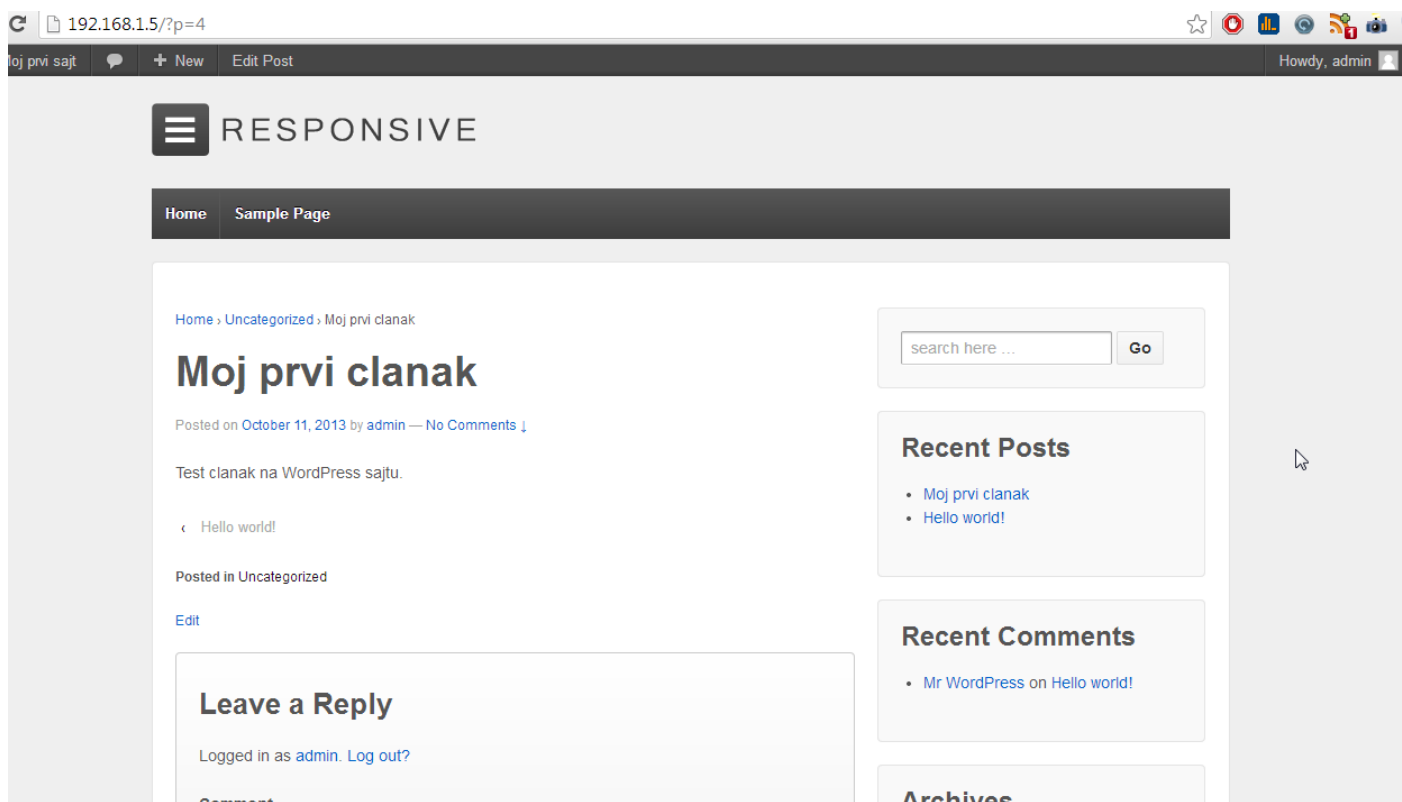 192.168.1.5/?p=4
1
prvi sajt
+ New
Edit Post
Howdy, admin
RESPONSIVE
Home
Sample Page
Home › Uncategorized › Moj prvi clanak
Moj prvi clanak
Posted on October 11, 2013 by admin — No Comments ↓
Test clanak na WordPress sajtu.
‹ Hello world!
Posted in Uncategorized
Edit
Leave a Reply
Logged in as admin. Log out?
Comment
search here ...
Go
Recent Posts
• Moj prvi clanak
• Hello world!
Recent Comments
• Mr WordPress on Hello world!
Archives